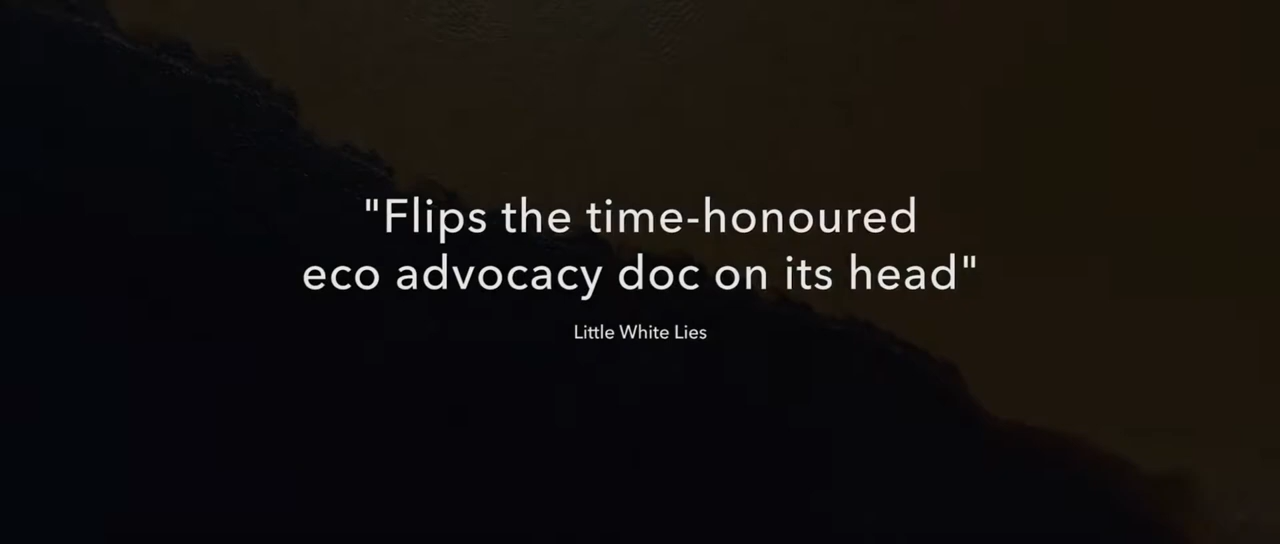 "Flips the time-honoured
eco advocacy doc on its head"
Little White Lies